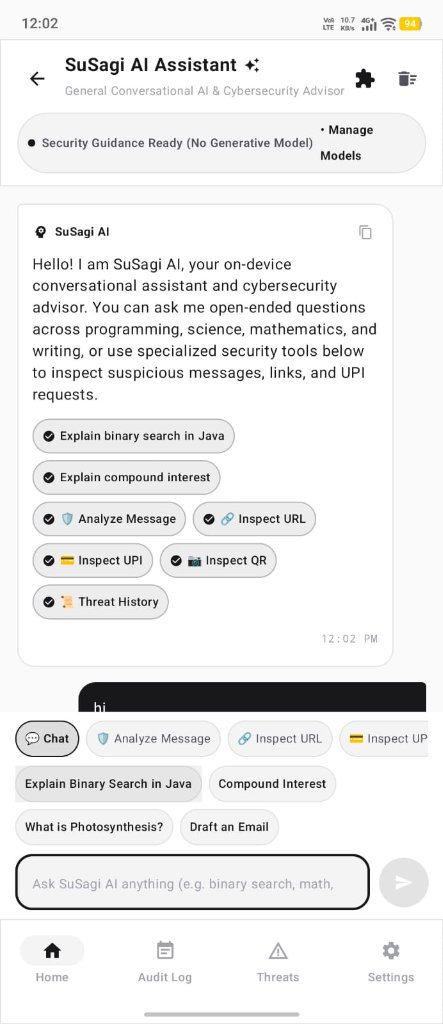 12:02
VoR LTE 10.7 KB/s 4G+ 94
SuSagi AI Assistant
General Conversational AI & Cybersecurity Advisor
Security Guidance Ready (No Generative Model)
• Manage
Models
SuSagi AI
Hello! I am SuSagi AI, your on-device
conversational assistant and cybersecurity
advisor. You can ask me open-ended questions
across programming, science, mathematics, and
writing, or use specialized security tools below
to inspect suspicious messages, links, and UPI
requests.
Explain binary search in Java
Explain compound interest
Analyze Message
Inspect URL
Inspect UPI
Inspect QR
Threat History
12:02 PM
hi
Chat
Analyze Message
Inspect URL
Inspect UP
Explain Binary Search in Java
Compound Interest
What is Photosynthesis?
Draft an Email
Ask SuSagi AI anything (e.g. binary search, math,
Home
Audit Log
Threats
Settings